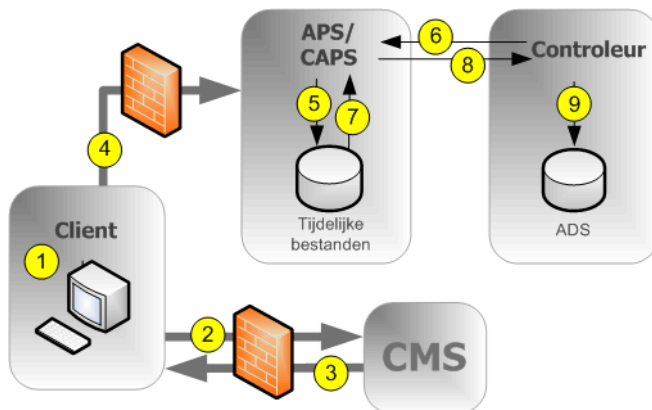 APS/
CAPS
6
8
Controleur
5
7
9
4
Tijdelijke
bestanden
ADS
Client
1
2
3
CMS